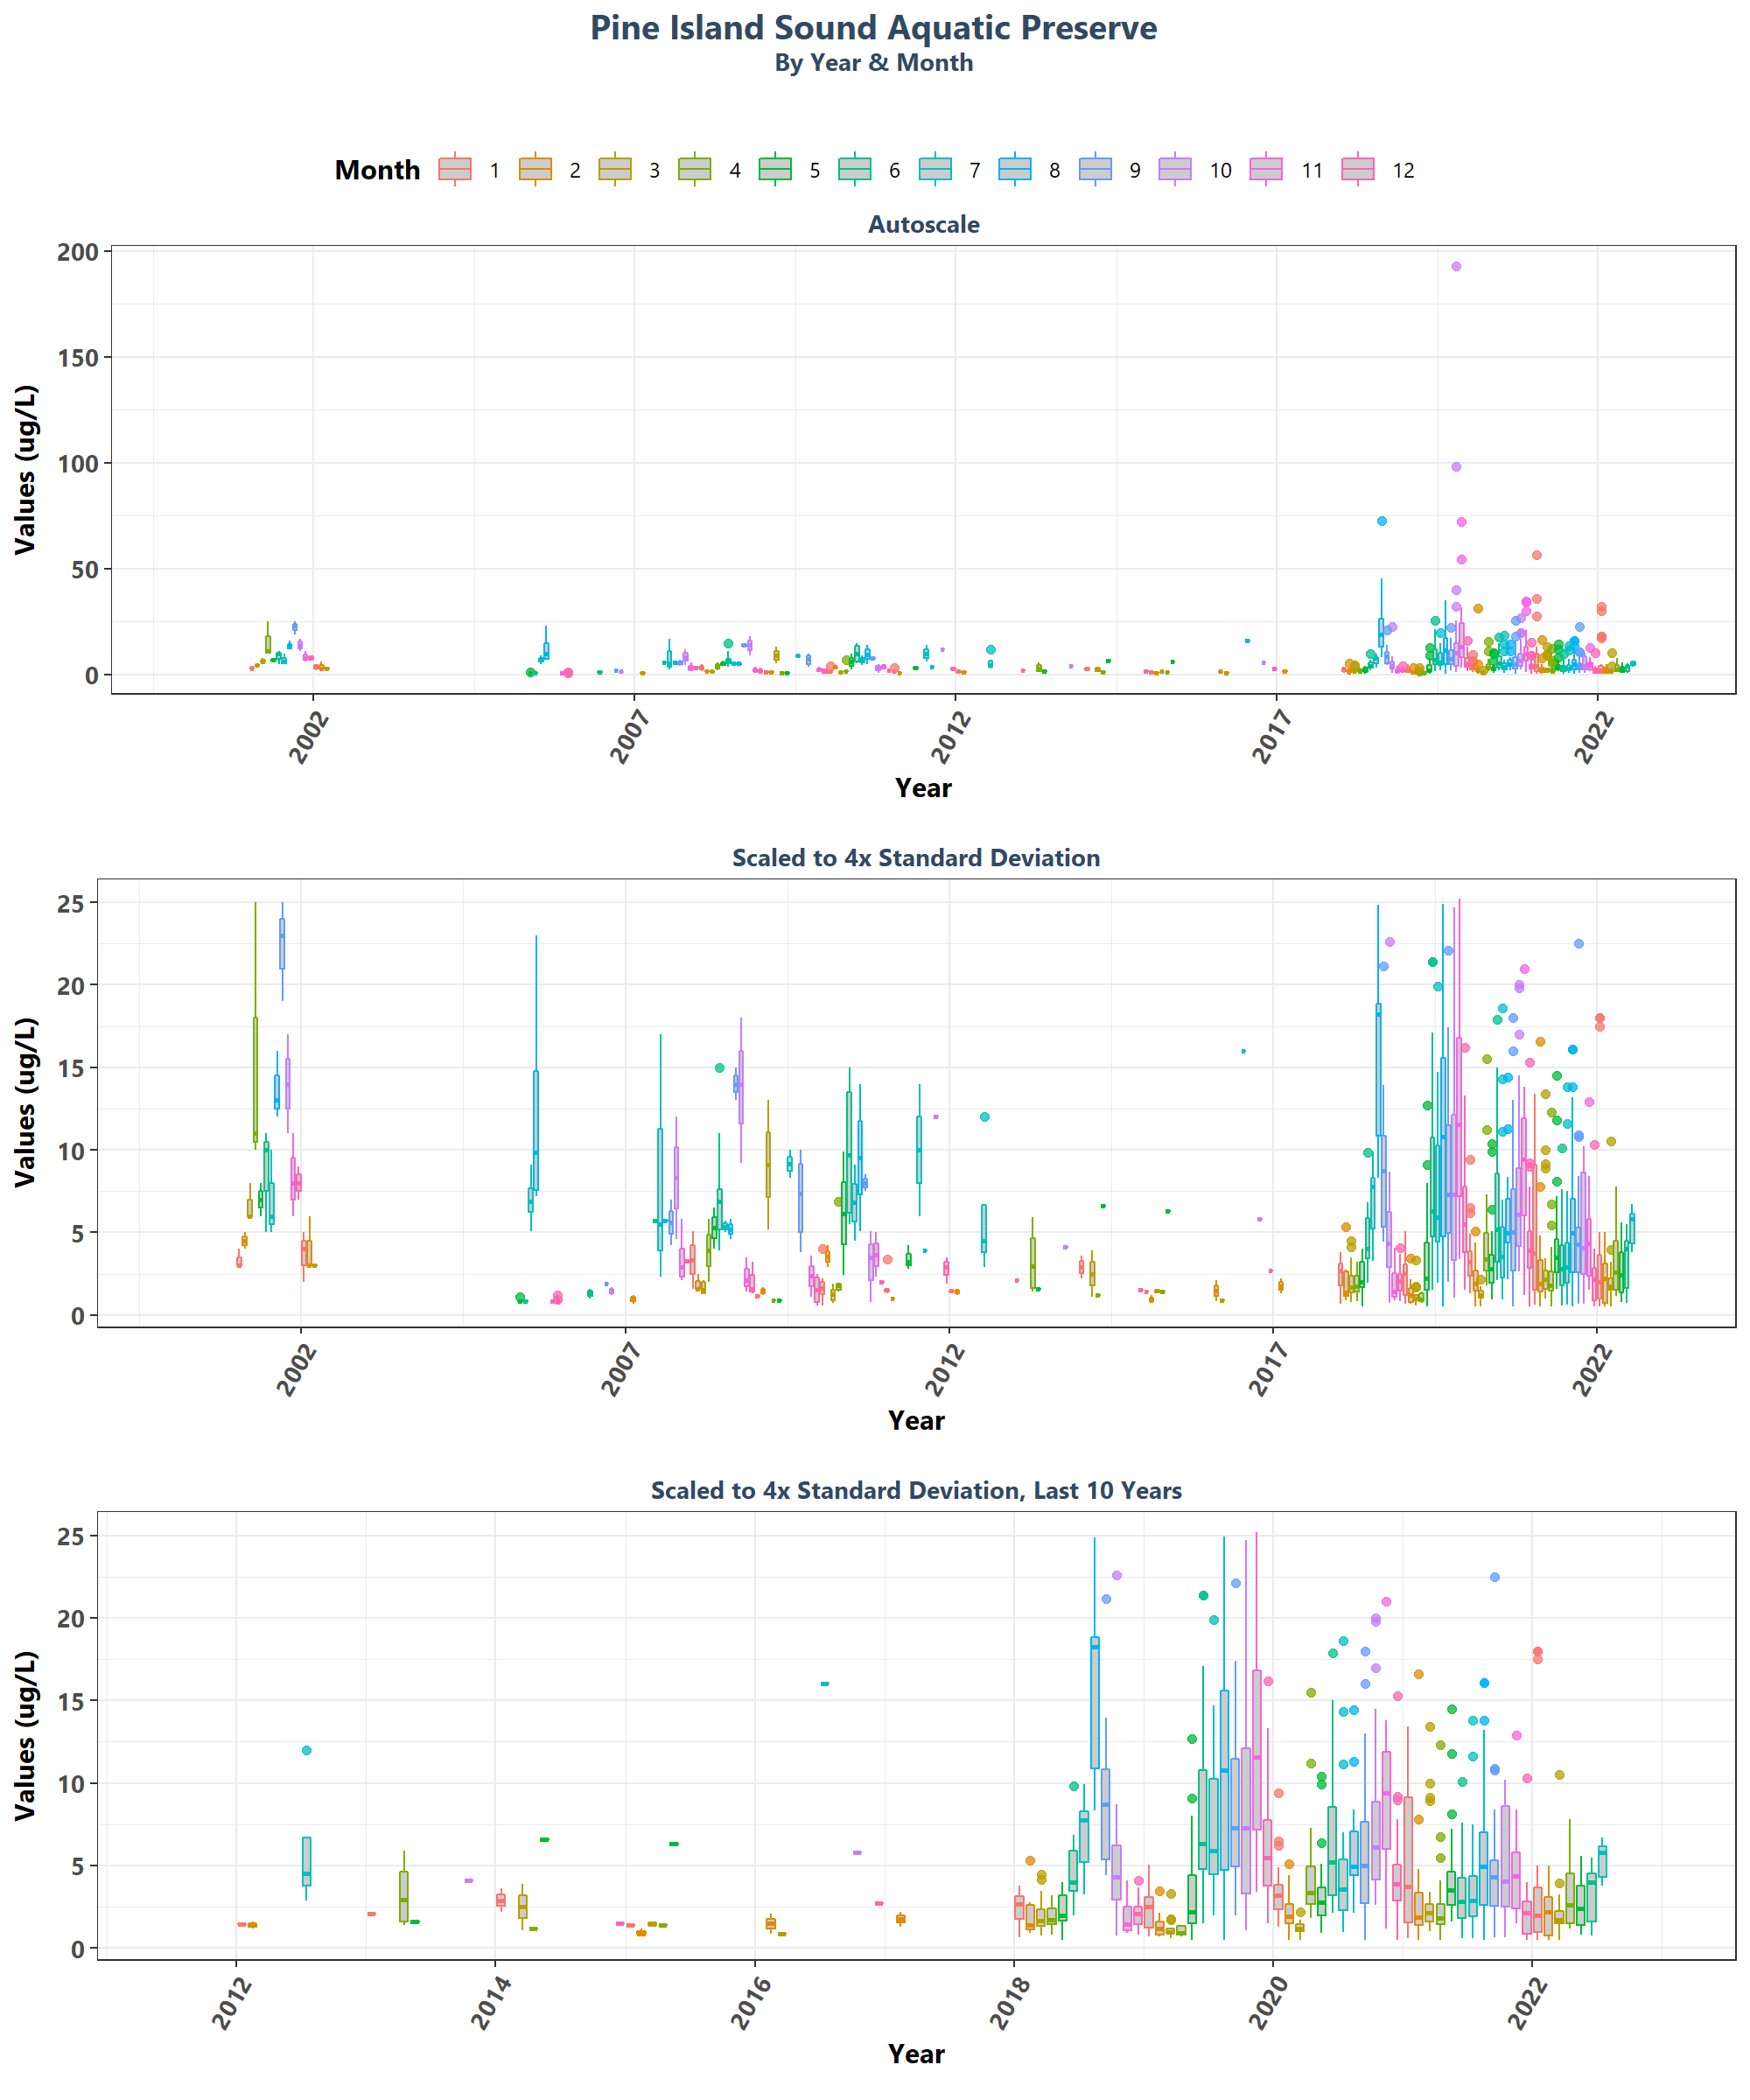 Pine Island Sound Aquatic Preserve
By Year & Month
Month 1 2 3 4 5 6 7 8 9 10 11 12
Autoscale
Values (ug/L)
200
150
100
50
0
2002 2007 2012 2017 2022
Year
Scaled to 4x Standard Deviation
Values (ug/L)
25
20
15
10
5
0
2002 2007 2012 2017 2022
Year
Scaled to 4x Standard Deviation, Last 10 Years
Values (ug/L)
25
20
15
10
5
0
2012 2014 2016 2018 2020 2022
Year